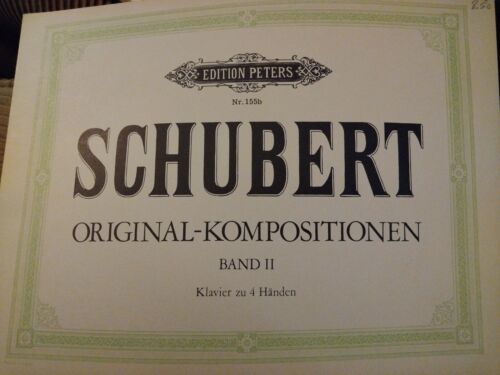 EDITION PETERS
Nr. 155b
SCHUBERT
ORIGINAL-KOMPOSITIONEN
BAND II
Klavier zu 4 Händen